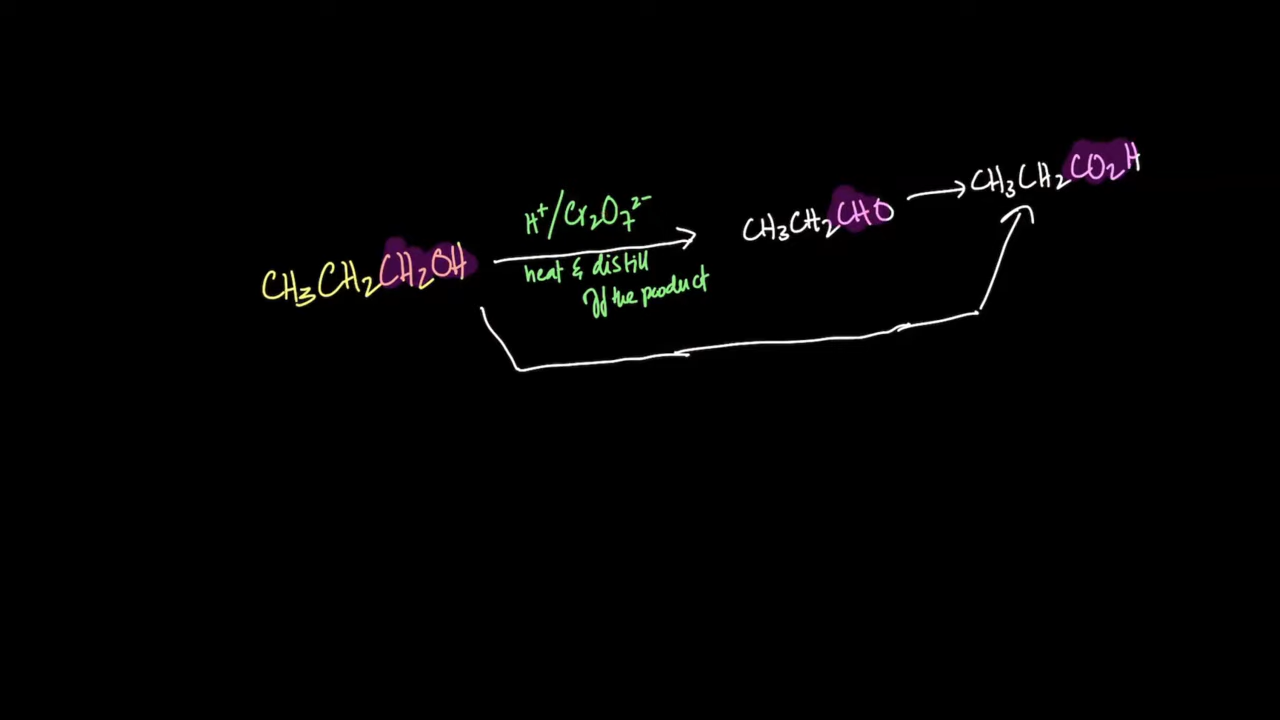 CH₃CH₂CO₂H
H⁺/Cr₂O₇²⁻
CH₃CH₂CHO
CH₃CH₂CH₂OH
heat & distill
off the product